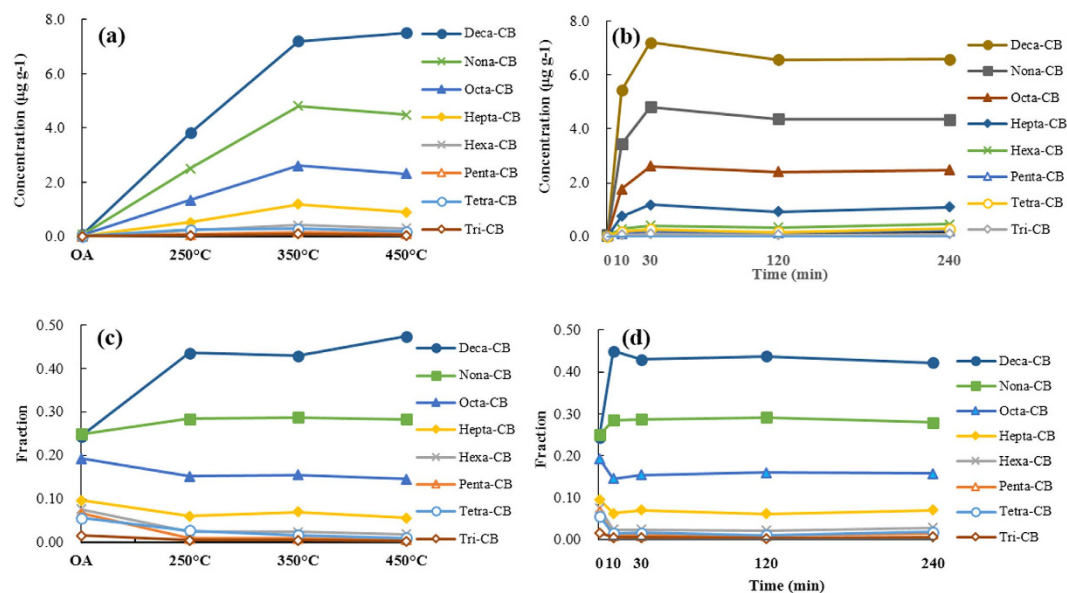 (a)
Concentration (µg g-1)
8.0
6.0
4.0
2.0
0.0
OA 250°C 350°C 450°C
Deca-CB
Nona-CB
Octa-CB
Hepta-CB
Hexa-CB
Penta-CB
Tetra-CB
Tri-CB
(b)
Concentration (µg g-1)
8.0
6.0
4.0
2.0
0.0
0 10 30 120 240
Time (min)
Deca-CB
Nona-CB
Octa-CB
Hepta-CB
Hexa-CB
Penta-CB
Tetra-CB
Tri-CB
(c)
Fraction
0.50
0.40
0.30
0.20
0.10
0.00
OA 250°C 350°C 450°C
Deca-CB
Nona-CB
Octa-CB
Hepta-CB
Hexa-CB
Penta-CB
Tetra-CB
Tri-CB
(d)
Fraction
0.50
0.40
0.30
0.20
0.10
0.00
0 10 30 120 240
Time (min)
Deca-CB
Nona-CB
Octa-CB
Hepta-CB
Hexa-CB
Penta-CB
Tetra-CB
Tri-CB